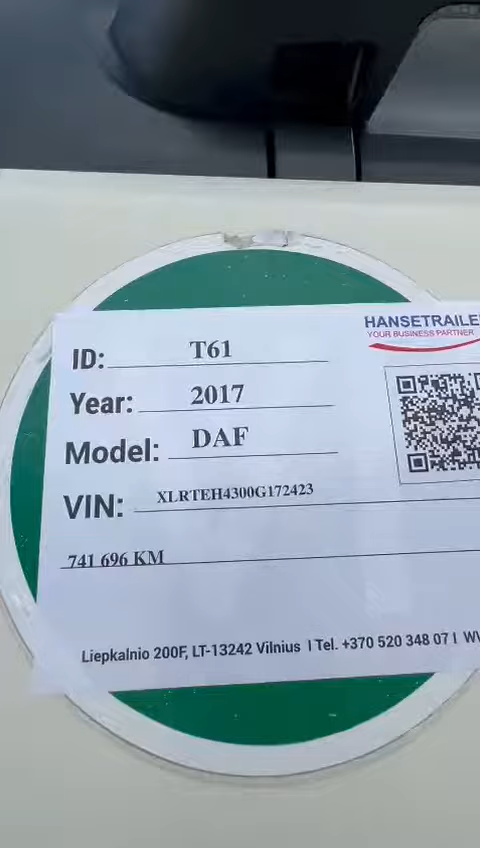 HANSETRAILE
YOUR BUSINESS PARTNER
ID: T61
Year: 2017
Model: DAF
VIN: XLRTEH4300G172423
741 696 KM
Liepkalnio 200F, LT-13242 Vilnius I Tel. +370 520 348 07 I